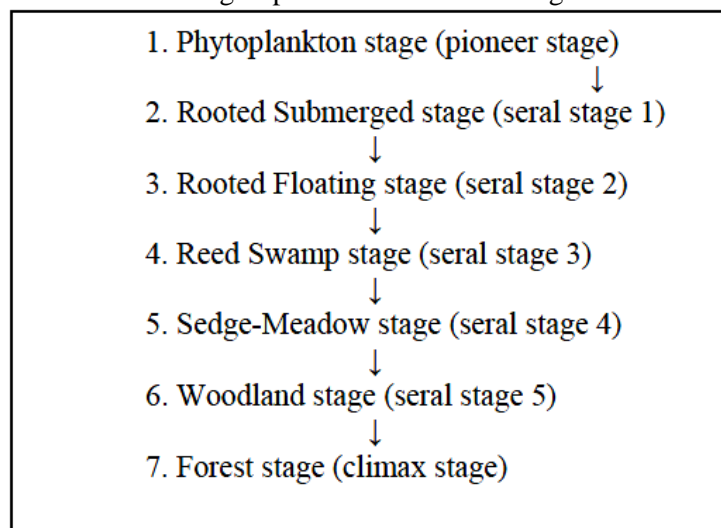 1. Phytoplankton stage (pioneer stage)
↓
2. Rooted Submerged stage (seral stage 1)
↓
3. Rooted Floating stage (seral stage 2)
↓
4. Reed Swamp stage (seral stage 3)
↓
5. Sedge-Meadow stage (seral stage 4)
↓
6. Woodland stage (seral stage 5)
↓
7. Forest stage (climax stage)